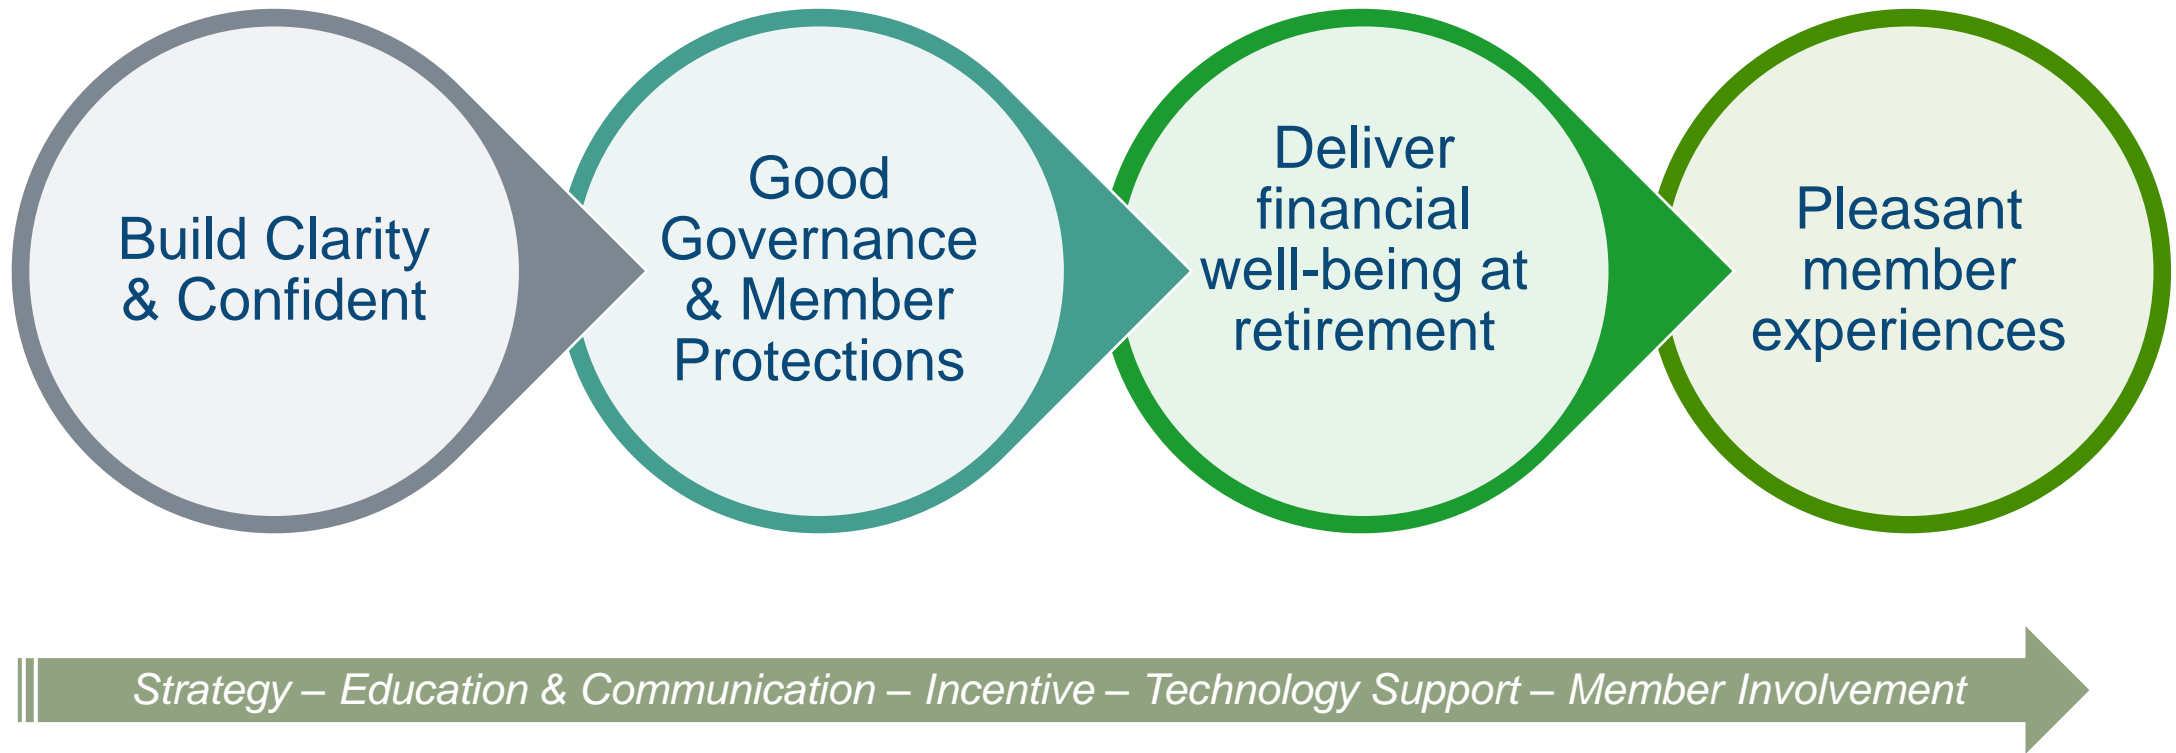 Build Clarity
& Confident
Good
Governance
& Member
Protections
Deliver
financial
well-being at
retirement
Pleasant
member
experiences
Strategy – Education & Communication – Incentive – Technology Support – Member Involvement